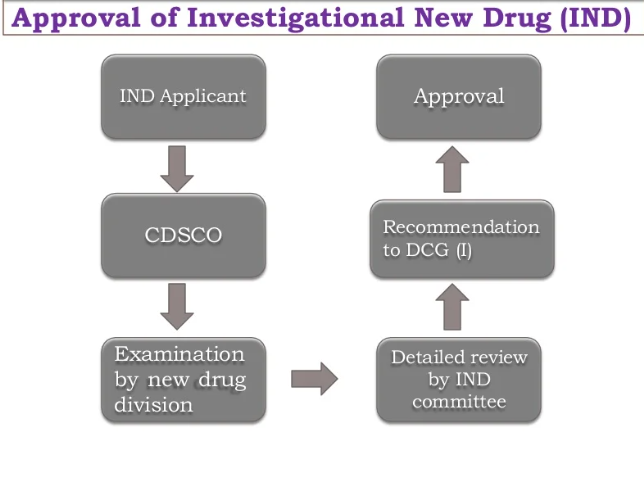 Approval of Investigational New Drug (IND)
IND Applicant
CDSCO
Examination
by new drug
division
Detailed review
by IND
committee
Recommendation
to DCG (I)
Approval